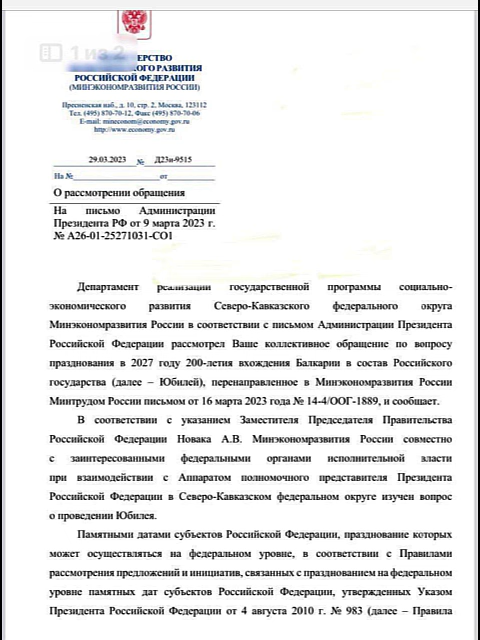 1 из 2
ЕРСТВО
КОГО РАЗВИТИЯ
РОССИЙСКОЙ ФЕДЕРАЦИИ
(МИНЭКОНОМРАЗВИТИЯ РОССИИ)
Пресненская наб., д. 10, стр. 2, Москва, 123112
Тел. (495) 870-70-12, Факс (495) 870-70-06
E-mail: mineconom@economy.gov.ru
http://www.economy.gov.ru
29.03.2023 № Д23и-9515
На № от
О рассмотрении обращения
На письмо Администрации
Президента РФ от 9 марта 2023 г.
№ А26-01-25271031-СО1
Департамент реализации государственной программы социально-
экономического развития Северо-Кавказского федерального округа
Минэкономразвития России в соответствии с письмом Администрации Президента
Российской Федерации рассмотрел Ваше коллективное обращение по вопросу
празднования в 2027 году 200-летия вхождения Балкарии в состав Российского
государства (далее – Юбилей), перенаправленное в Минэкономразвития России
Минтрудом России письмом от 16 марта 2023 года № 14-4/ООГ-1889, и сообщает.
В соответствии с указанием Заместителя Председателя Правительства
Российской Федерации Новака А.В. Минэкономразвития России совместно
с заинтересованными федеральными органами исполнительной власти
при взаимодействии с Аппаратом полномочного представителя Президента
Российской Федерации в Северо-Кавказском федеральном округе изучен вопрос
о проведении Юбилея.
Памятными датами субъектов Российской Федерации, празднование которых
может осуществляться на федеральном уровне, в соответствии с Правилами
рассмотрения предложений и инициатив, связанных с празднованием на федеральном
уровне памятных дат субъектов Российской Федерации, утвержденных Указом
Президента Российской Федерации от 4 августа 2010 г. № 983 (далее – Правила